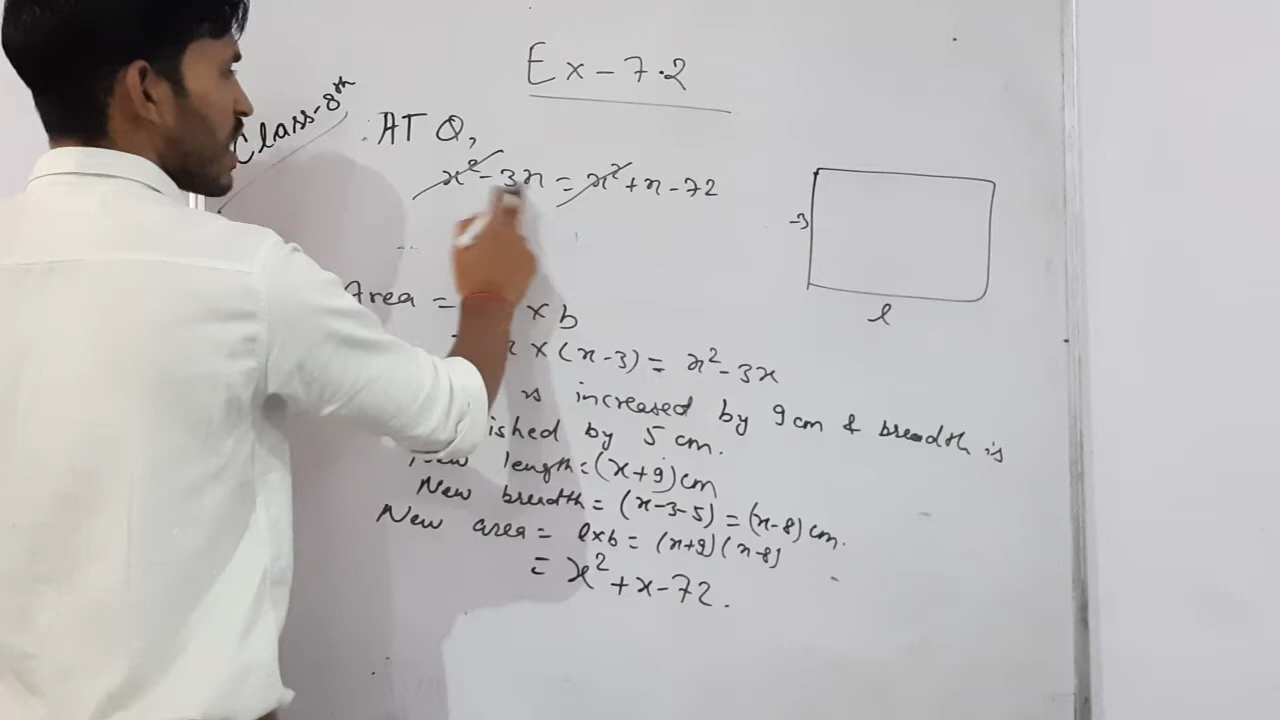 Ex-7.2
Class-8th
ATQ,
x² - 3x = x² + x - 72
Area = x b
x (x-3) = x² - 3x
is increased by 9cm & breadth is
ished by 5 cm.
New length = (x+9)cm
New breadth = (x-3-5) = (x-8) cm.
New area = l×b = (x+9)(x-8)
= x² + x - 72.
-3
l